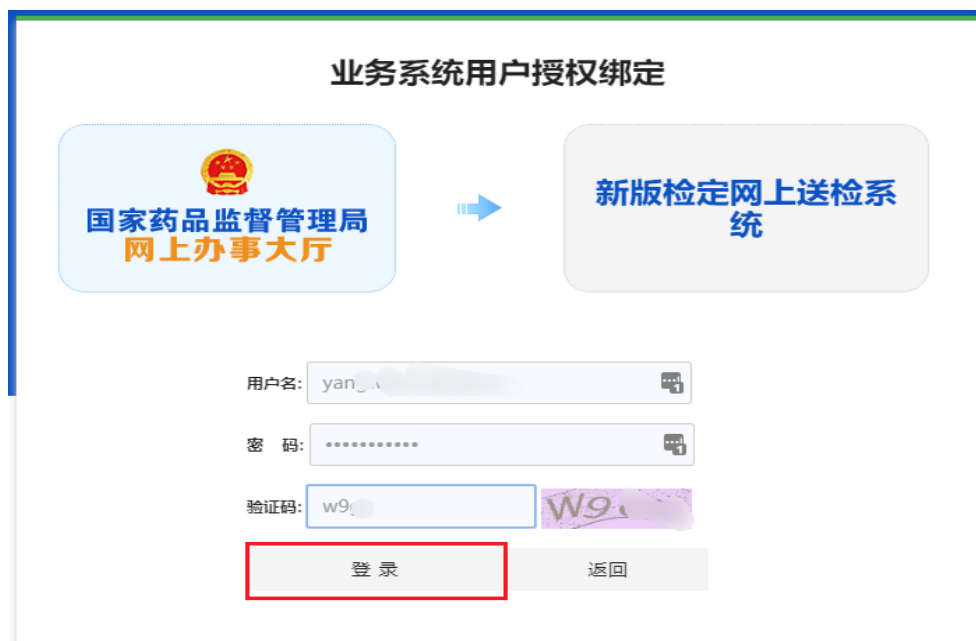 业务系统用户授权绑定
国家药品监督管理局
网上办事大厅
新版检定网上送检系
统
用户名:
密 码: •••••••••••
验证码: w9
W9
登 录 返回